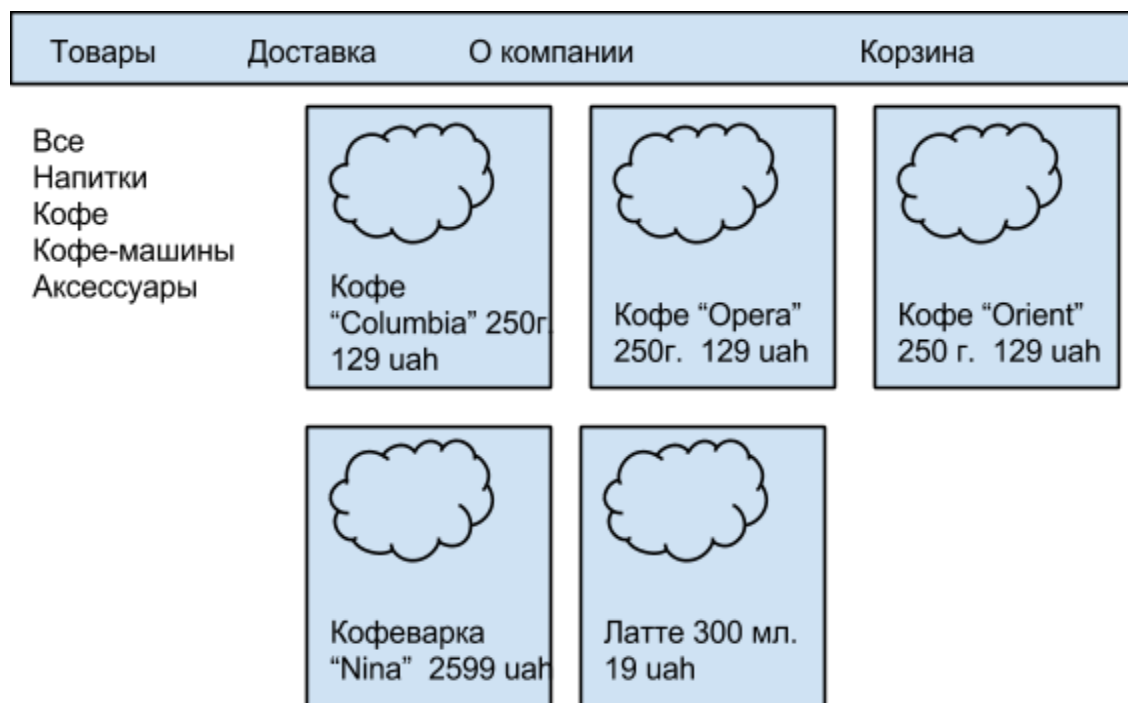 Товары Доставка О компании Корзина
Все
Напитки
Кофе
Кофе-машины
Аксессуары
Кофе
“Columbia” 250г.
129 uah
Кофе “Opera”
250г. 129 uah
Кофе “Orient”
250 г. 129 uah
Кофеварка
“Nina” 2599 uah
Латте 300 мл.
19 uah